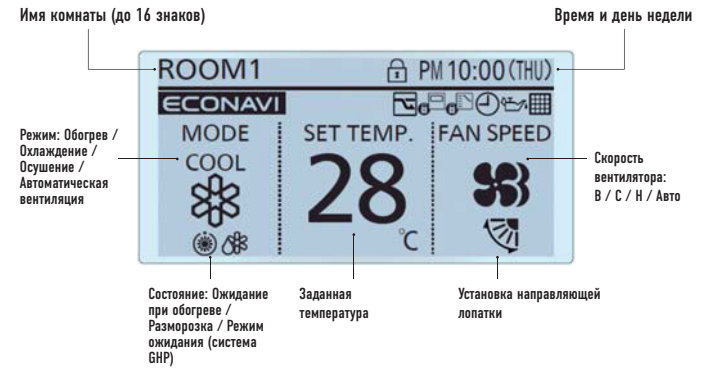 Имя комнаты (до 16 знаков)
Время и день недели
ROOM1 PM 10:00 (THU)
ECONAVI
MODE SET TEMP. FAN SPEED
COOL
28
°C
Режим: Обогрев /
Охлаждение /
Осушение /
Автоматическая
вентиляция
Скорость
вентилятора:
В / С / Н / Авто
Состояние: Ожидание
при обогреве /
Разморозка / Режим
ожидания (система
GHP)
Заданная
температура
Установка направляющей
лопатки